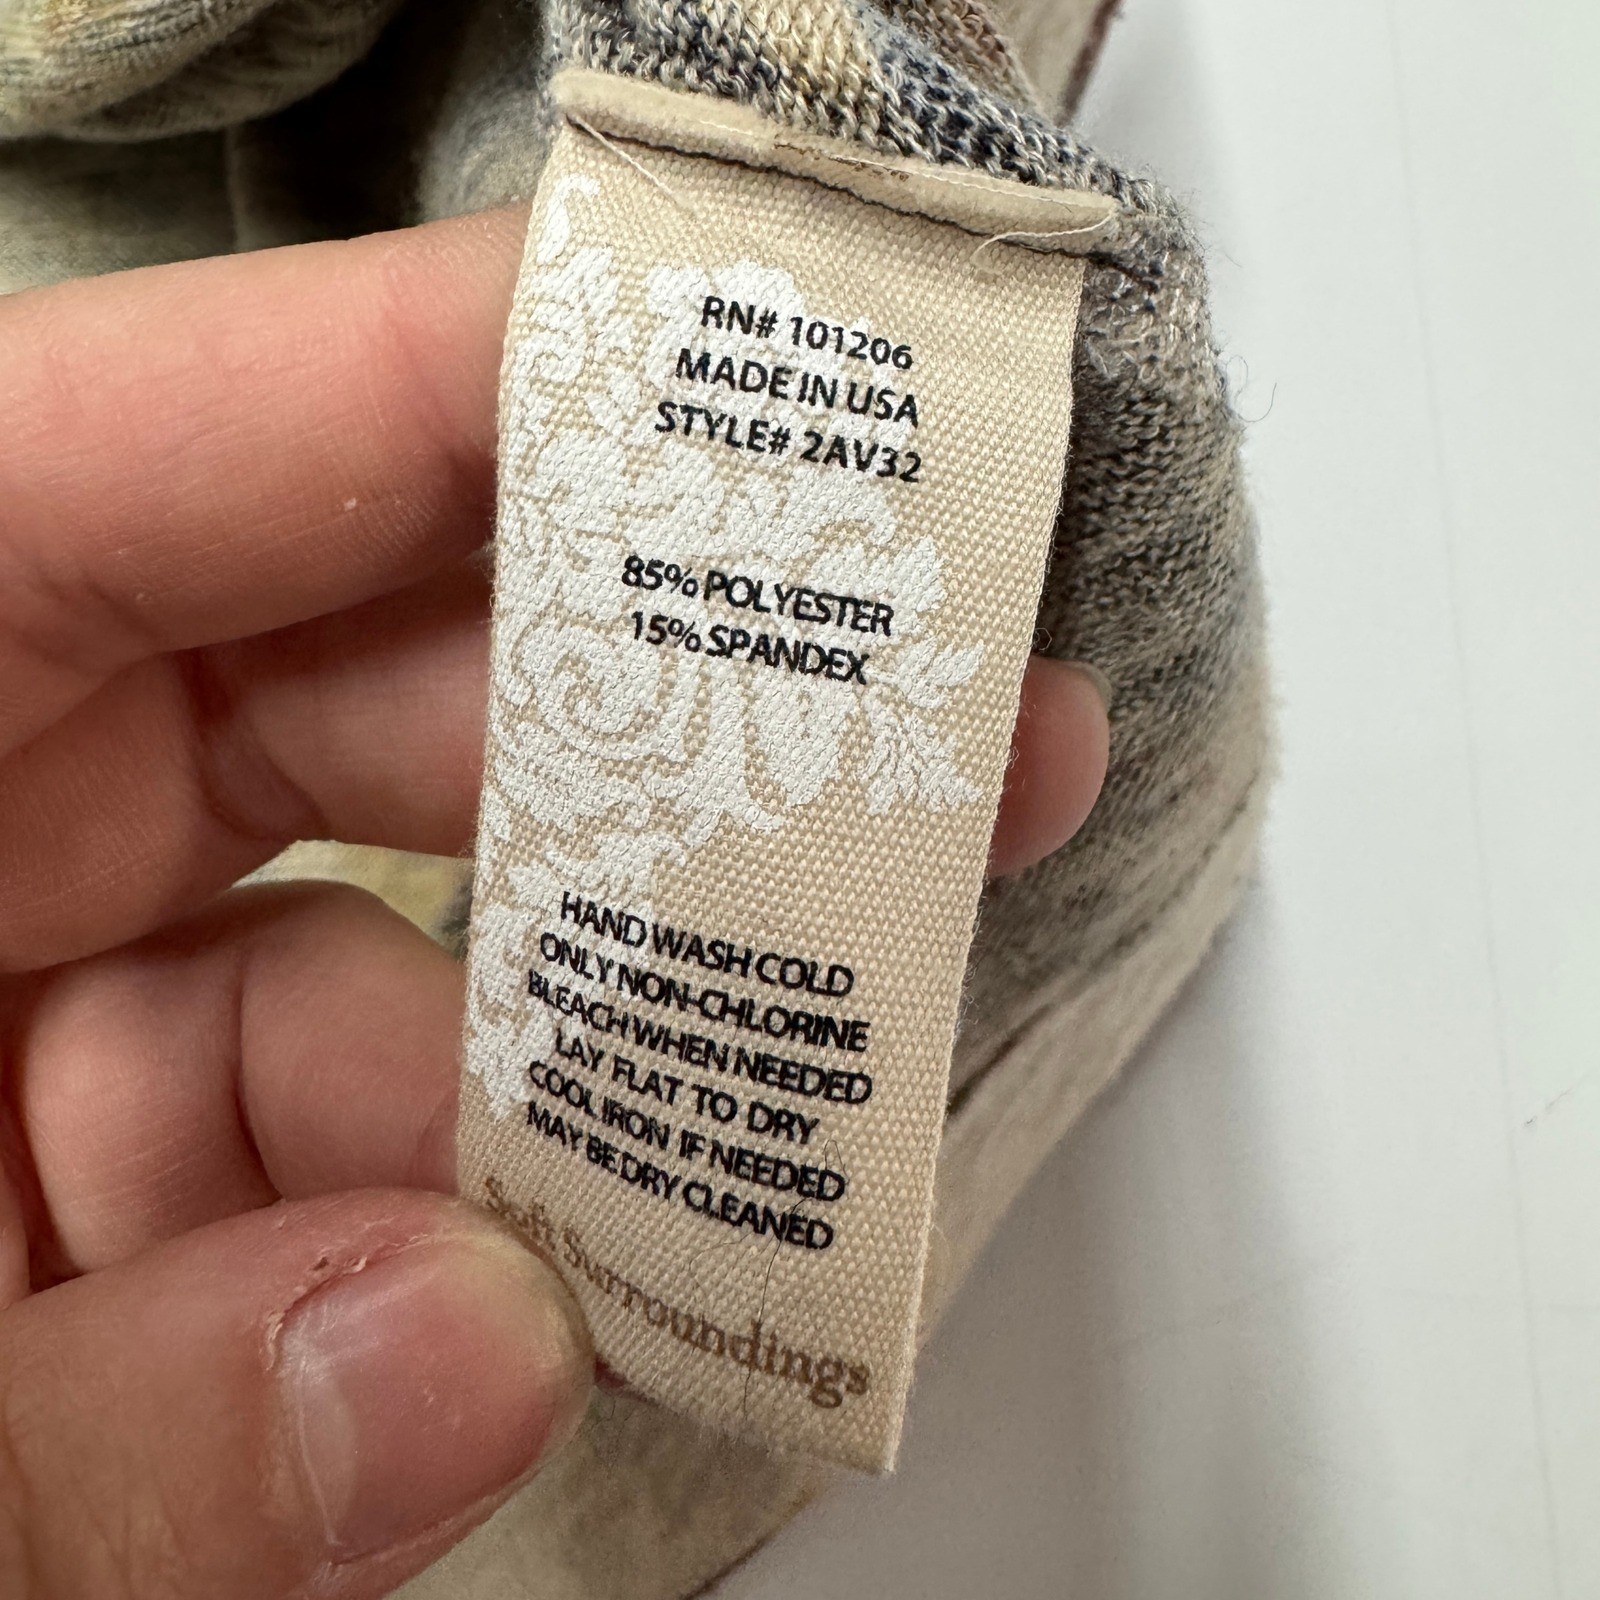 RN# 101206
MADE IN USA
STYLE# 2AV32
85% POLYESTER
15% SPANDEX
HAND WASH COLD
ONLY NON-CHLORINE
BLEACH WHEN NEEDED
LAY FLAT TO DRY
COOL IRON IF NEEDED
MAY BE DRY CLEANED
Soft Surroundings